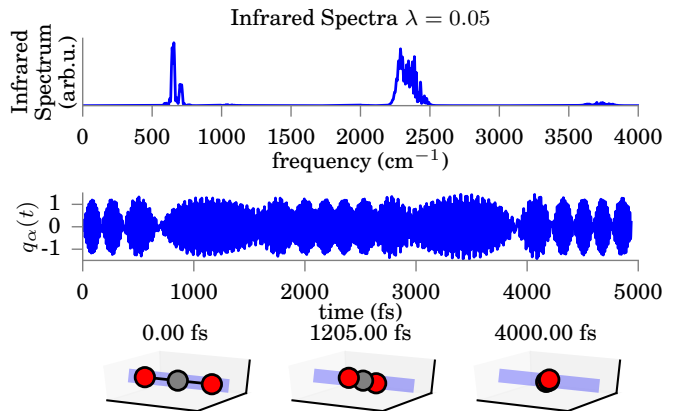 Infrared Spectra λ = 0.05
Infrared
Spectrum
(arb.u.)
0 500 1000 1500 2000 2500 3000 3500 4000
frequency (cm⁻¹)
q_α(t)
1
0
-1
0 1000 2000 3000 4000 5000
time (fs)
0.00 fs 1205.00 fs 4000.00 fs